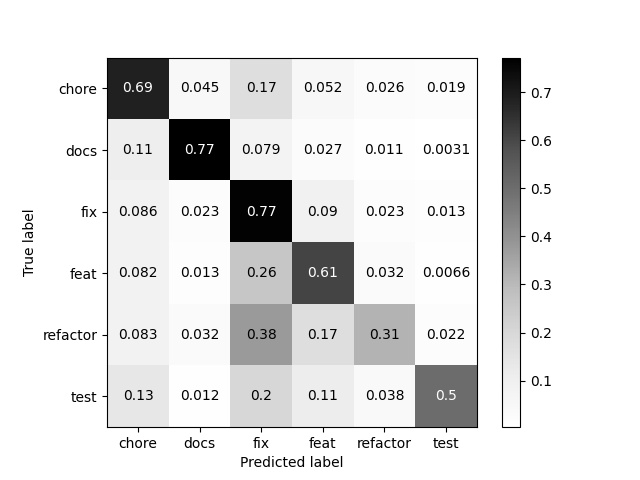 chore 0.69 0.045 0.17 0.052 0.026 0.019
docs 0.11 0.77 0.079 0.027 0.011 0.0031
fix 0.086 0.023 0.77 0.09 0.023 0.013
feat 0.082 0.013 0.26 0.61 0.032 0.0066
refactor 0.083 0.032 0.38 0.17 0.31 0.022
test 0.13 0.012 0.2 0.11 0.038 0.5
chore docs fix feat refactor test
Predicted label
True label
0.7
0.6
0.5
0.4
0.3
0.2
0.1